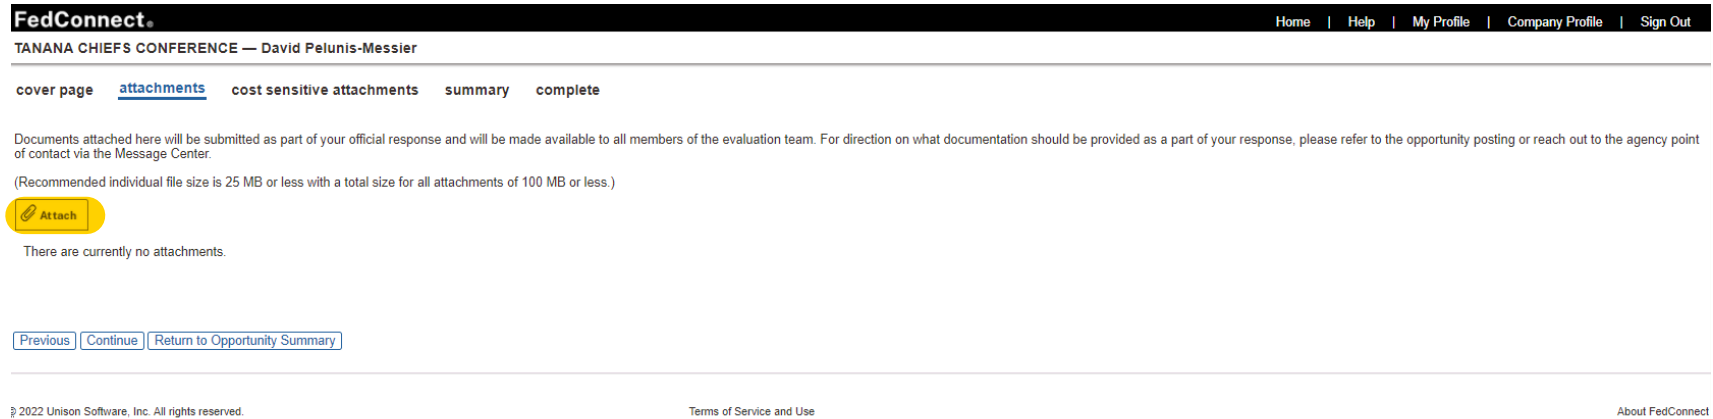 FedConnect®
Home | Help | My Profile | Company Profile | Sign Out
TANANA CHIEFS CONFERENCE — David Pelunis-Messier
cover page attachments cost sensitive attachments summary complete
Documents attached here will be submitted as part of your official response and will be made available to all members of the evaluation team. For direction on what documentation should be provided as a part of your response, please refer to the opportunity posting or reach out to the agency point
of contact via the Message Center.
(Recommended individual file size is 25 MB or less with a total size for all attachments of 100 MB or less.)
Attach
There are currently no attachments.
Previous Continue Return to Opportunity Summary
© 2022 Unison Software, Inc. All rights reserved. Terms of Service and Use About FedConnect